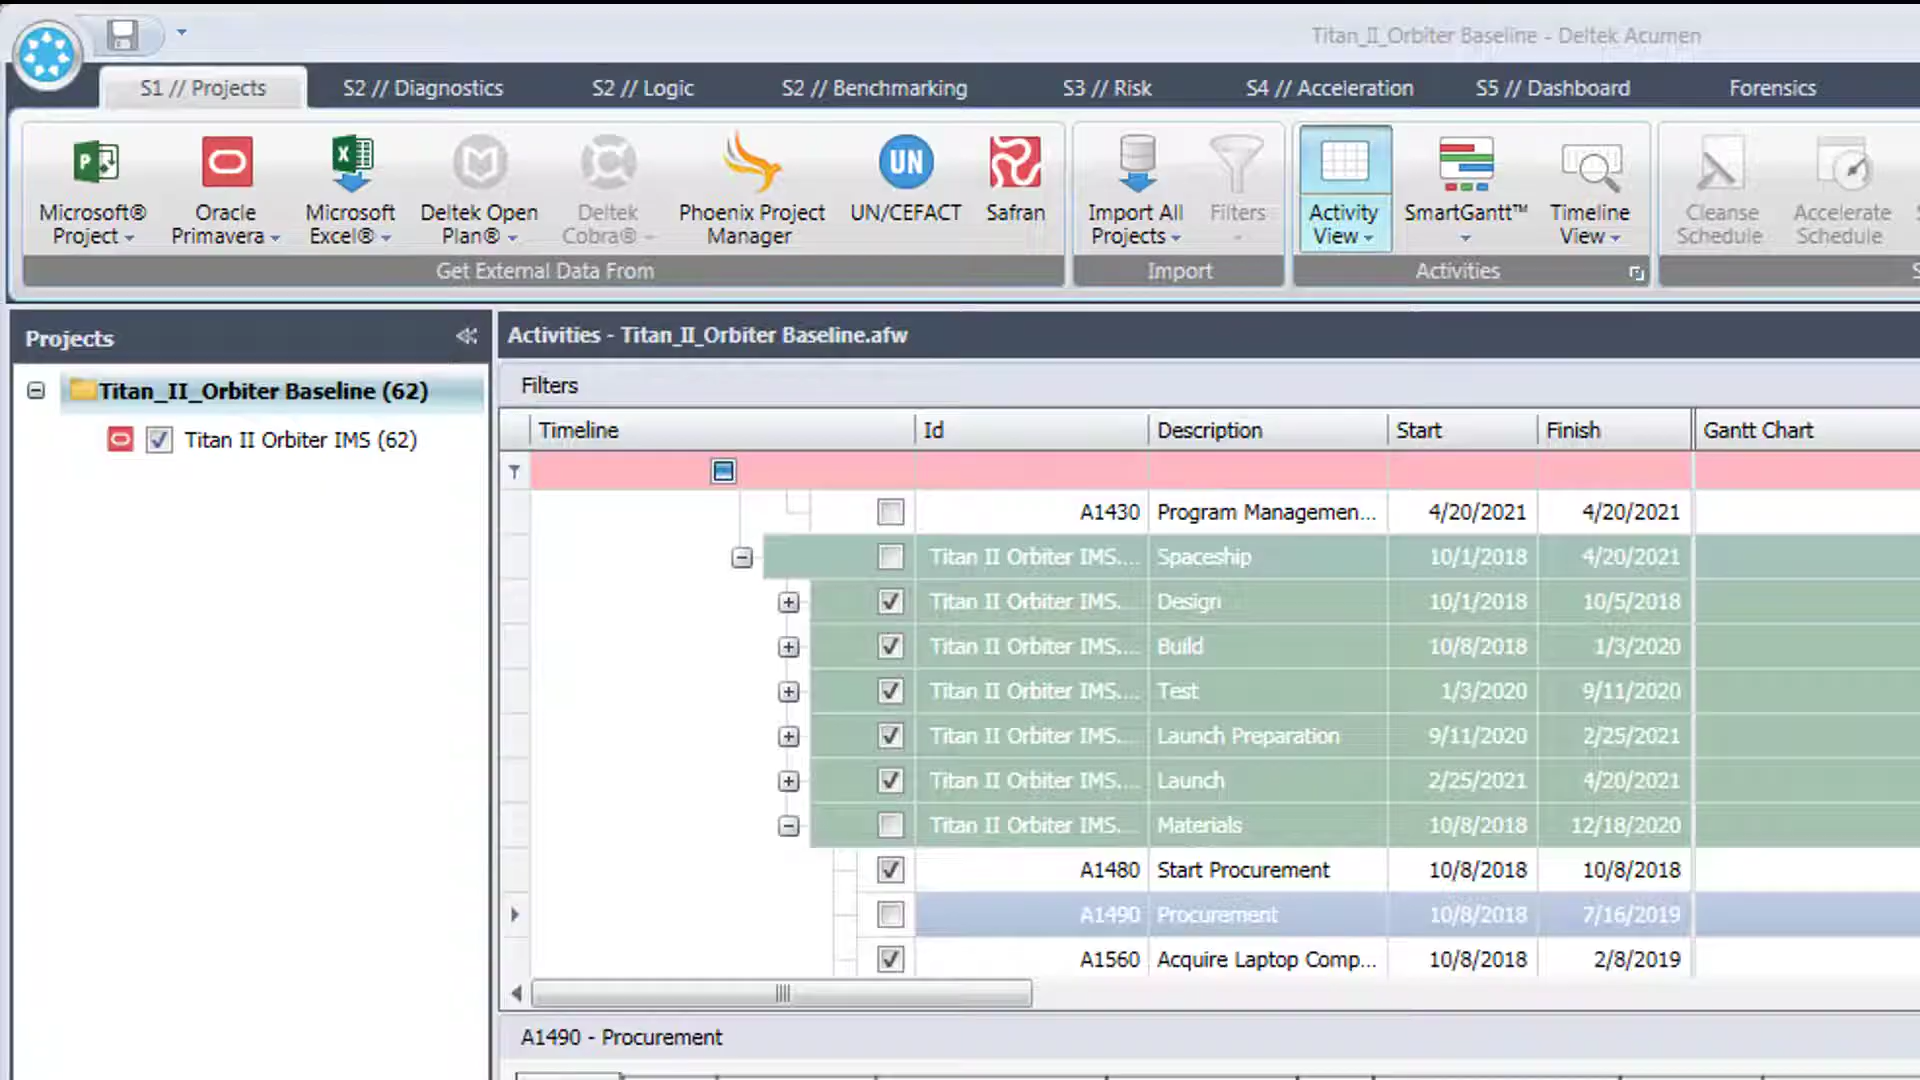 Titan_II_Orbiter Baseline - Deltek Acumen
S1 // Projects
S2 // Diagnostics
S2 // Logic
S2 // Benchmarking
S3 // Risk
S4 // Acceleration
S5 // Dashboard
Forensics
Microsoft®
Project
Oracle
Primavera
Microsoft
Excel®
Deltek Open
Plan®
Deltek
Cobra®
Phoenix Project
Manager
UN
UN/CEFACT
Safran
Import All
Projects
Filters
Activity
View
SmartGantt™
Timeline
View
Cleanse
Schedule
Accelerate
Schedule
Get External Data From
Import
Activities
Projects
Titan_II_Orbiter Baseline (62)
Titan II Orbiter IMS (62)
Activities - Titan_II_Orbiter Baseline.afw
Filters
Timeline Id Description Start Finish Gantt Chart
A1430 Program Managemen... 4/20/2021 4/20/2021
Titan II Orbiter IMS.... Spaceship 10/1/2018 4/20/2021
Titan II Orbiter IMS.... Design 10/1/2018 10/5/2018
Titan II Orbiter IMS.... Build 10/8/2018 1/3/2020
Titan II Orbiter IMS.... Test 1/3/2020 9/11/2020
Titan II Orbiter IMS.... Launch Preparation 9/11/2020 2/25/2021
Titan II Orbiter IMS.... Launch 2/25/2021 4/20/2021
Titan II Orbiter IMS.... Materials 10/8/2018 12/18/2020
A1480 Start Procurement 10/8/2018 10/8/2018
A1490 Procurement 10/8/2018 7/16/2019
A1560 Acquire Laptop Comp... 10/8/2018 2/8/2019
A1490 - Procurement